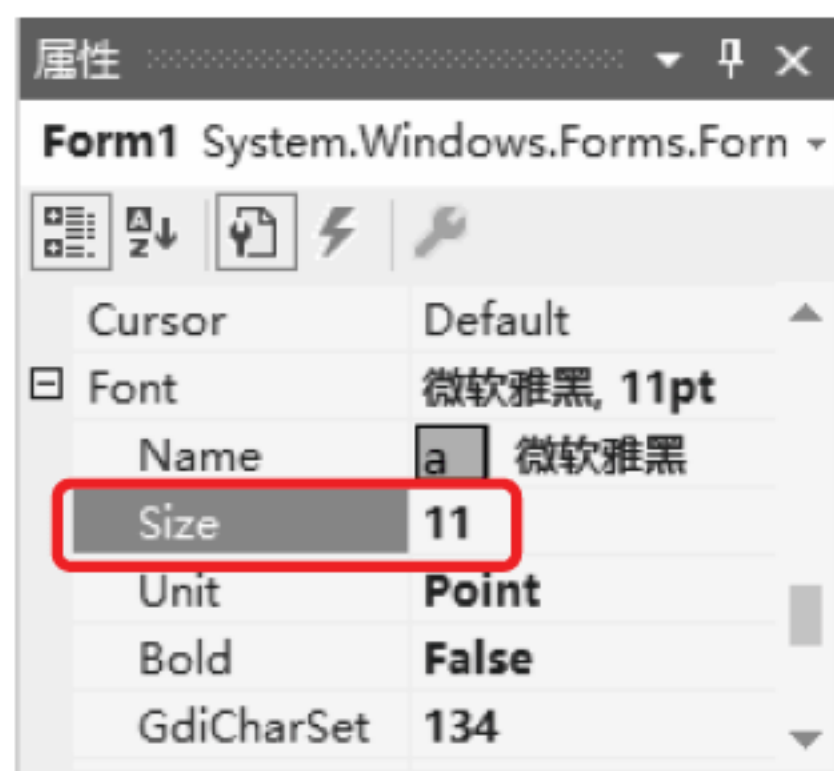 属性
Form1 System.Windows.Forms.Forn
Cursor Default
Font 微软雅黑, 11pt
Name a 微软雅黑
Size 11
Unit Point
Bold False
GdiCharSet 134